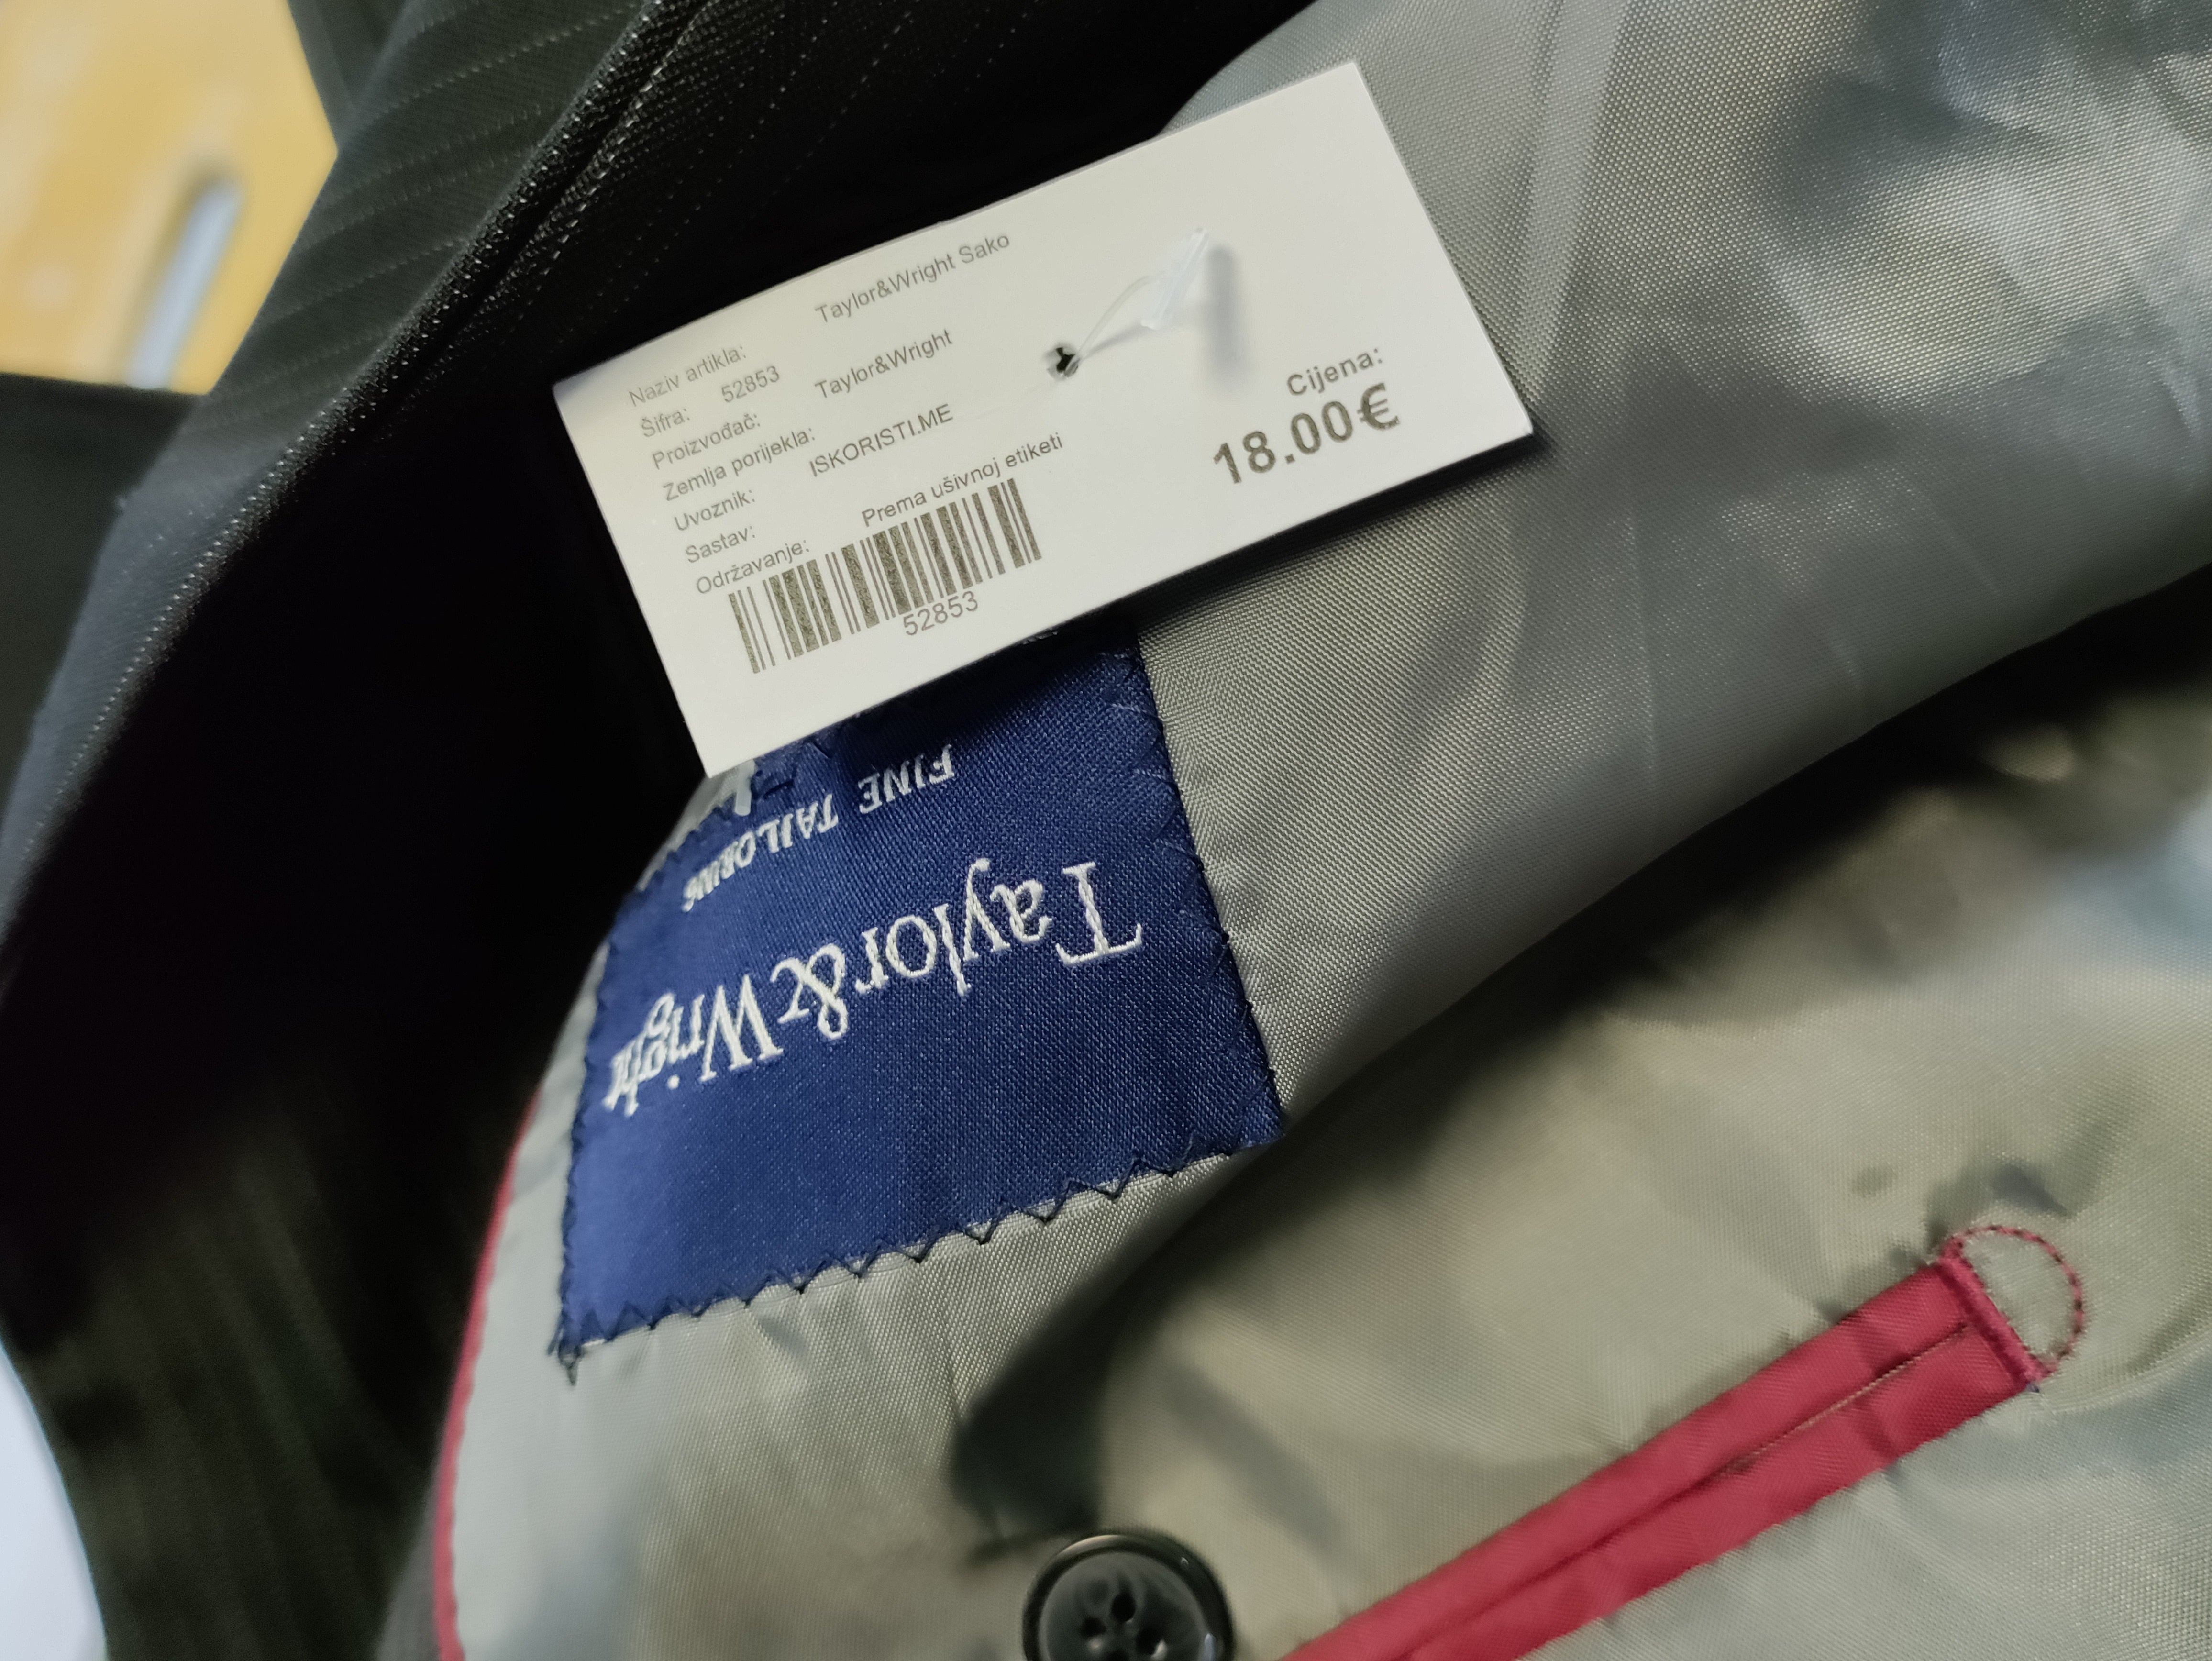 Naziv artikla: Taylor&Wright Sako
Šifra: 52853
Proizvođač: Taylor&Wright
Zemlja porijekla:
Uvoznik: ISKORISTI.ME
Sastav:
Održavanje: Prema ušivnoj etiketi
52853
Cijena:
18.00€
Taylor&Wright
FINE TAILORING